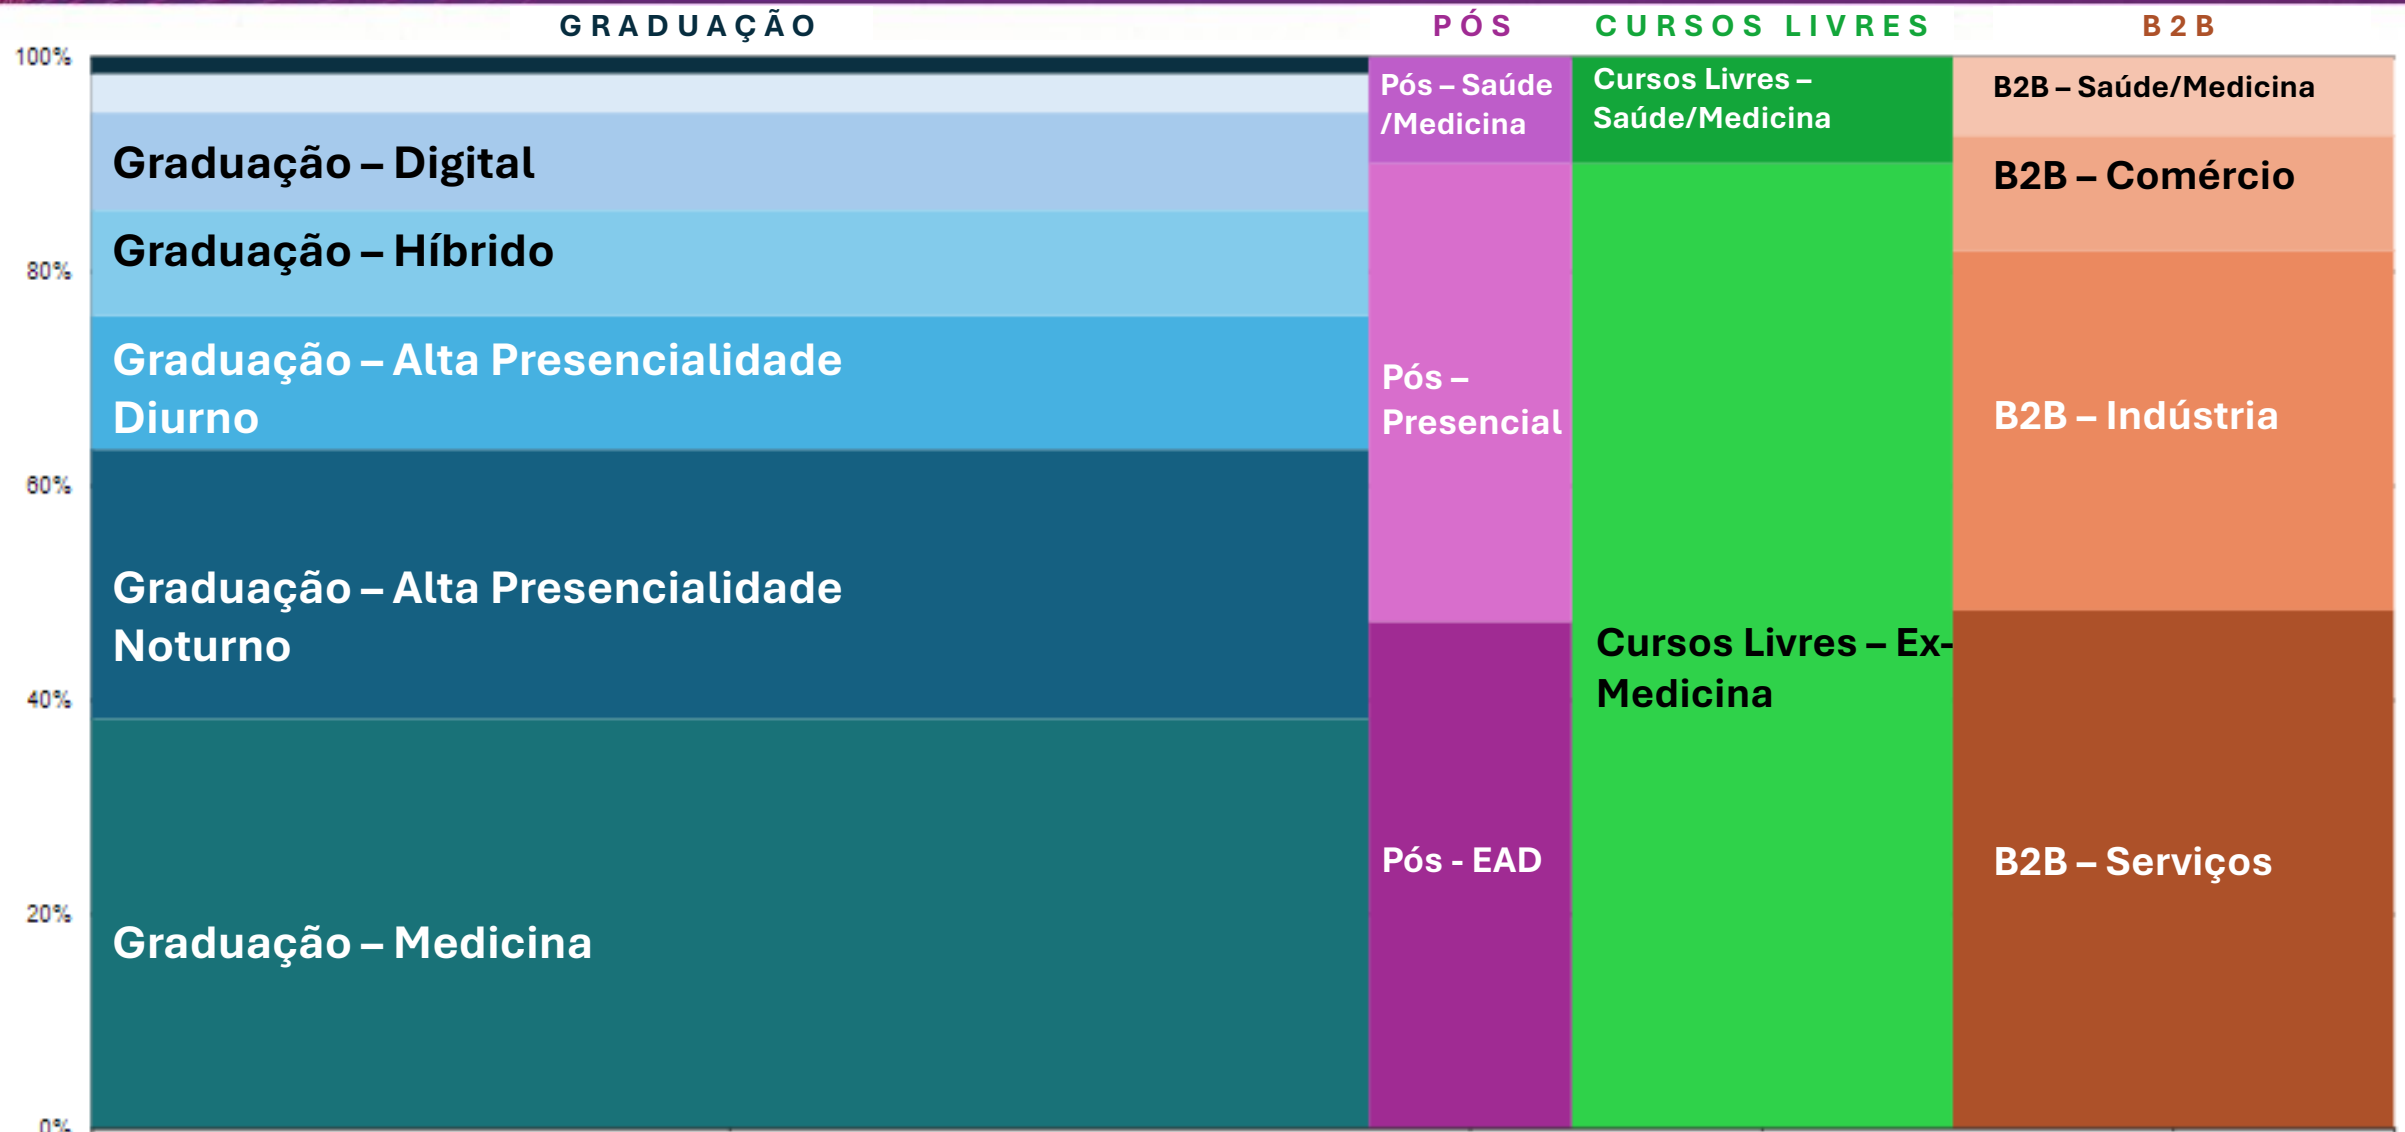 GRADUAÇÃO
PÓS
CURSOS LIVRES
B2B
100%
80%
60%
40%
20%
0%
Graduação – Digital
Graduação – Híbrido
Graduação – Alta Presencialidade
Diurno
Graduação – Alta Presencialidade
Noturno
Graduação – Medicina
Pós – Saúde
/Medicina
Pós –
Presencial
Pós - EAD
Cursos Livres –
Saúde/Medicina
Cursos Livres – Ex-
Medicina
B2B – Saúde/Medicina
B2B – Comércio
B2B – Indústria
B2B – Serviços